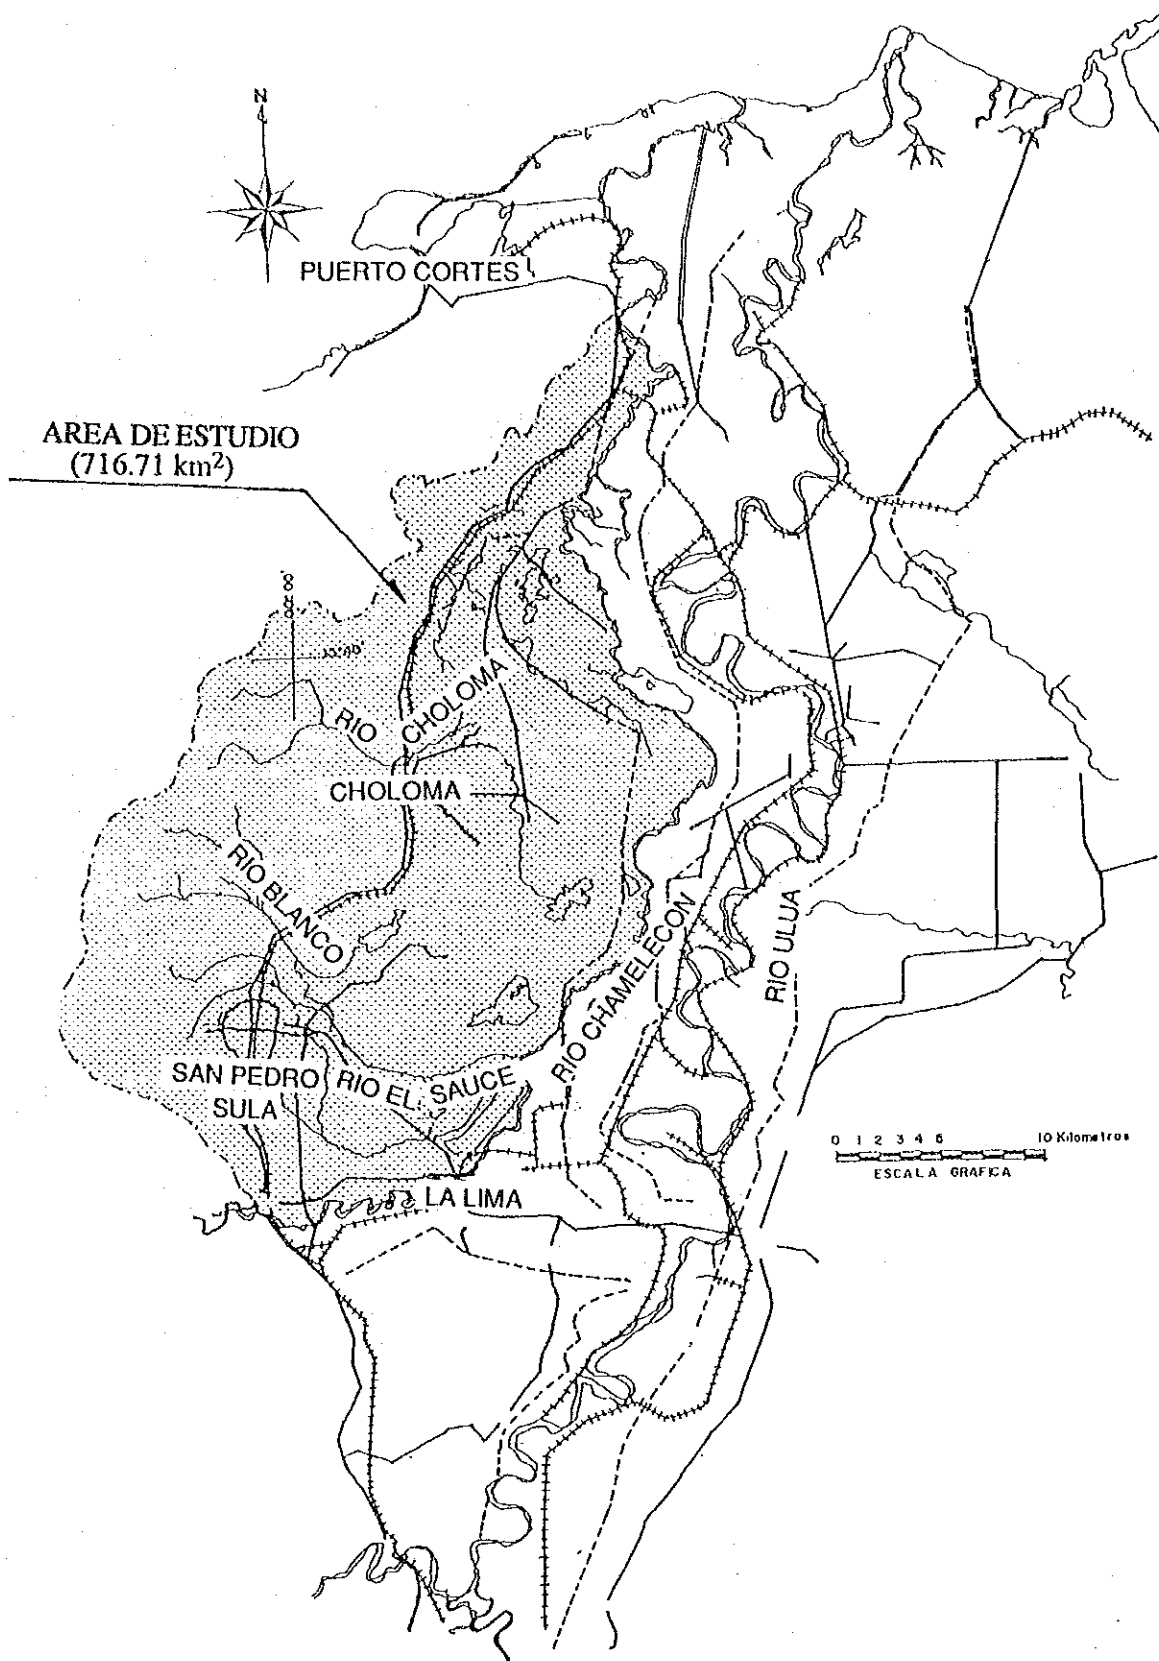 N
PUERTO CORTES
AREA DE ESTUDIO
(716.71 km²)
88°
RIO CHOLOMA
CHOLOMA
RIO BLANCO
RIO CHAMELECON
RIO ULUA
SAN PEDRO
SULA
RIO EL SAUCE
LA LIMA
0 1 2 3 4 5 10 Kilometros
ESCALA GRAFICA